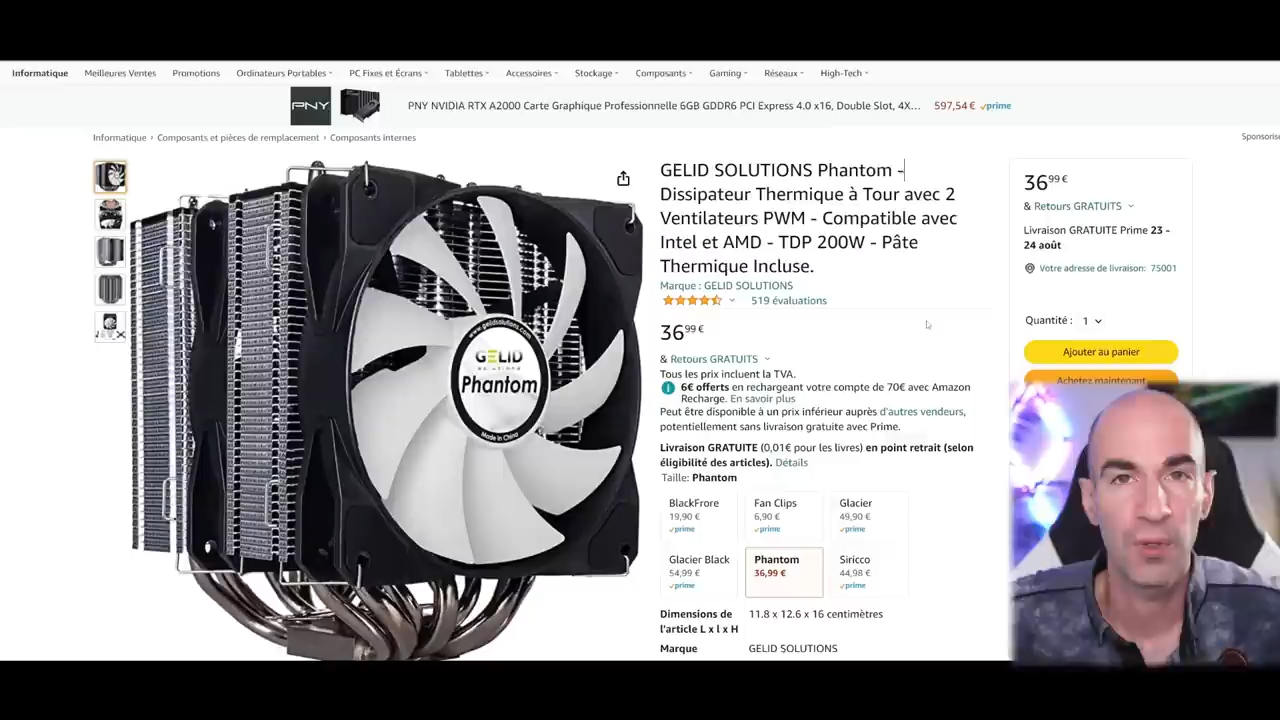 Informatique
Meilleures Ventes
Promotions
Ordinateurs Portables
PC Fixes et Écrans
Tablettes
Accessoires
Stockage
Composants
Gaming
Réseaux
High-Tech
PNY
PNY NVIDIA RTX A2000 Carte Graphique Professionnelle 6GB GDDR6 PCI Express 4.0 x16, Double Slot, 4X…
597,54 € prime
Informatique › Composants et pièces de remplacement › Composants internes
Sponsorisé
GELID SOLUTIONS Phantom -
Dissipateur Thermique à Tour avec 2
Ventilateurs PWM - Compatible avec
Intel et AMD - TDP 200W - Pâte
Thermique Incluse.
Marque : GELID SOLUTIONS
519 évaluations
36,99 €
& Retours GRATUITS
Tous les prix incluent la TVA.
6€ offerts en rechargeant votre compte de 70€ avec Amazon
Recharge. En savoir plus
Peut être disponible à un prix inférieur auprès d'autres vendeurs,
potentiellement sans livraison gratuite avec Prime.
Livraison GRATUITE (0,01€ pour les livres) en point retrait (selon
éligibilité des articles). Détails
Taille: Phantom
BlackFrore
19,90 €
prime
Fan Clips
6,90 €
prime
Glacier
49,90 €
prime
Glacier Black
54,99 €
prime
Phantom
36,99 €
Siricco
44,98 €
prime
Dimensions de
l'article L x l x H
11.8 x 12.6 x 16 centimètres
Marque
GELID SOLUTIONS
36,99 €
& Retours GRATUITS
Livraison GRATUITE Prime 23 -
24 août
Votre adresse de livraison: 75001
Quantité : 1
Ajouter au panier
Achetez maintenant
www.gelidsolutions.com
GELID
SOLUTIONS
Phantom
Made in China